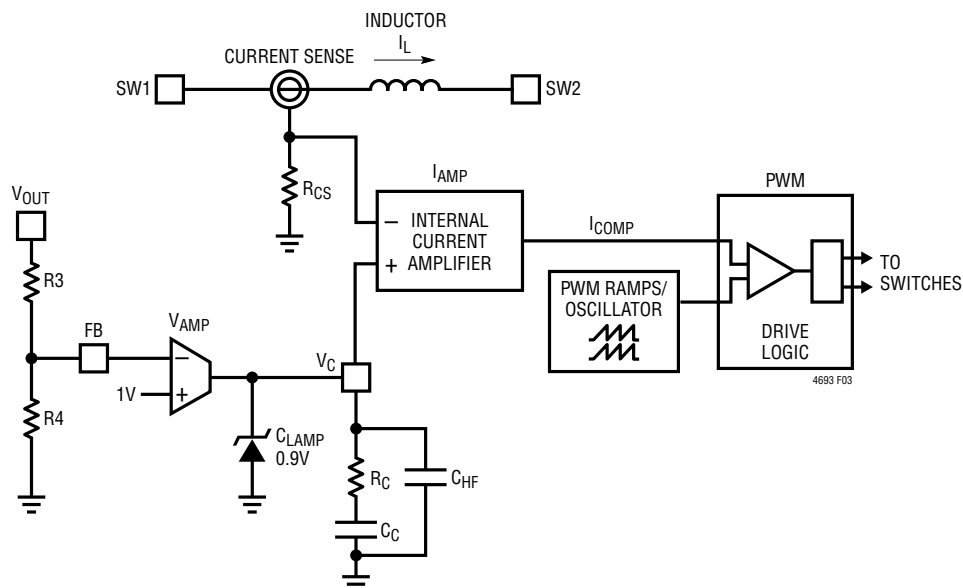 INDUCTOR
I_L
CURRENT SENSE
SW1
SW2
R_CS
I_AMP
INTERNAL
CURRENT
AMPLIFIER
−
+
I_COMP
PWM
TO
SWITCHES
PWM RAMPS/
OSCILLATOR
DRIVE
LOGIC
4693 F03
V_OUT
R3
FB
V_AMP
−
1V
+
R4
V_C
C_LAMP
0.9V
R_C
C_HF
C_C